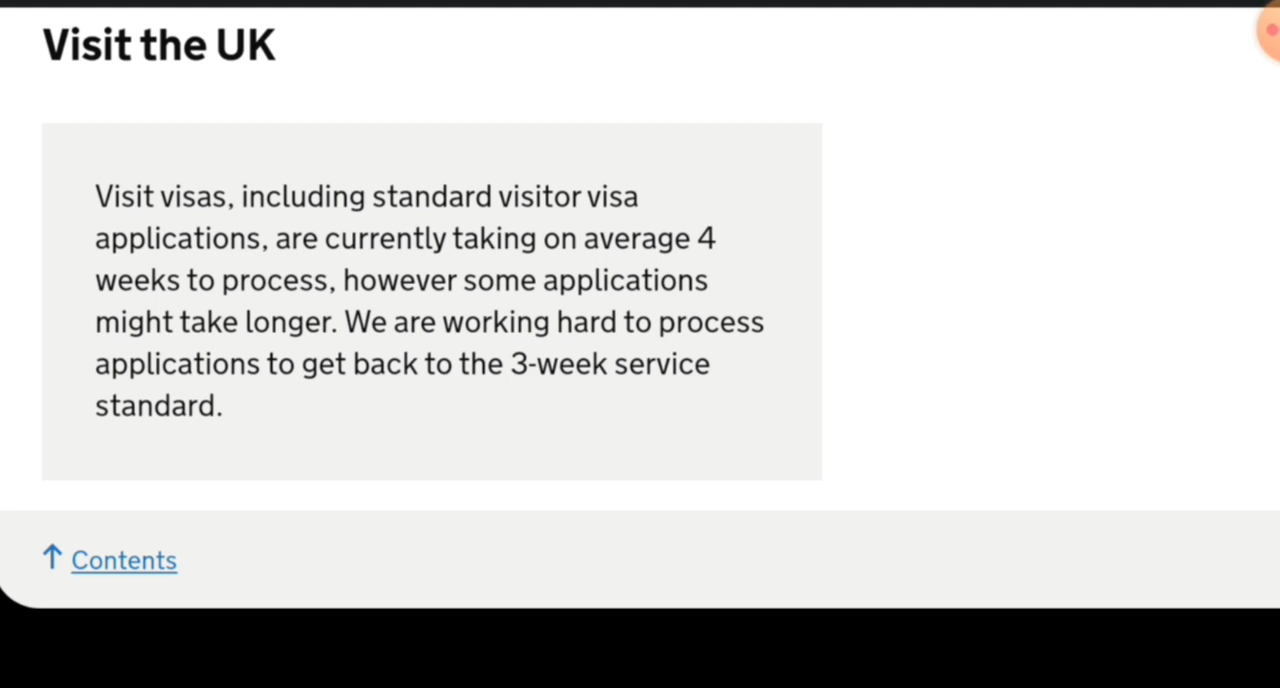 Visit the UK
Visit visas, including standard visitor visa
applications, are currently taking on average 4
weeks to process, however some applications
might take longer. We are working hard to process
applications to get back to the 3-week service
standard.
↑ Contents